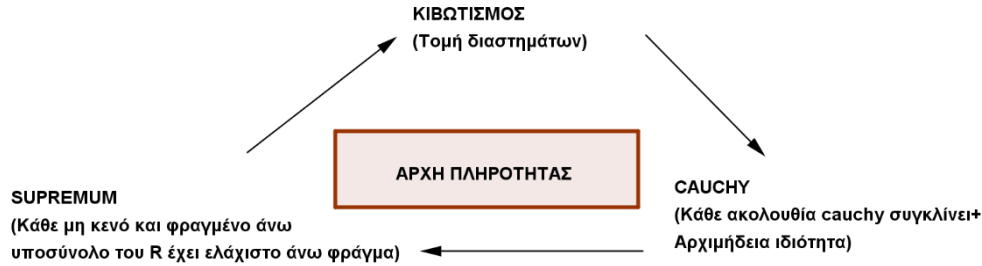 ΚΙΒΩΤΙΣΜΟΣ
(Τομή διαστημάτων)
ΑΡΧΗ ΠΛΗΡΟΤΗΤΑΣ
SUPREMUM
(Κάθε μη κενό και φραγμένο άνω
υποσύνολο του R έχει ελάχιστο άνω φράγμα)
CAUCHY
(Κάθε ακολουθία cauchy συγκλίνει+
Αρχιμήδεια ιδιότητα)